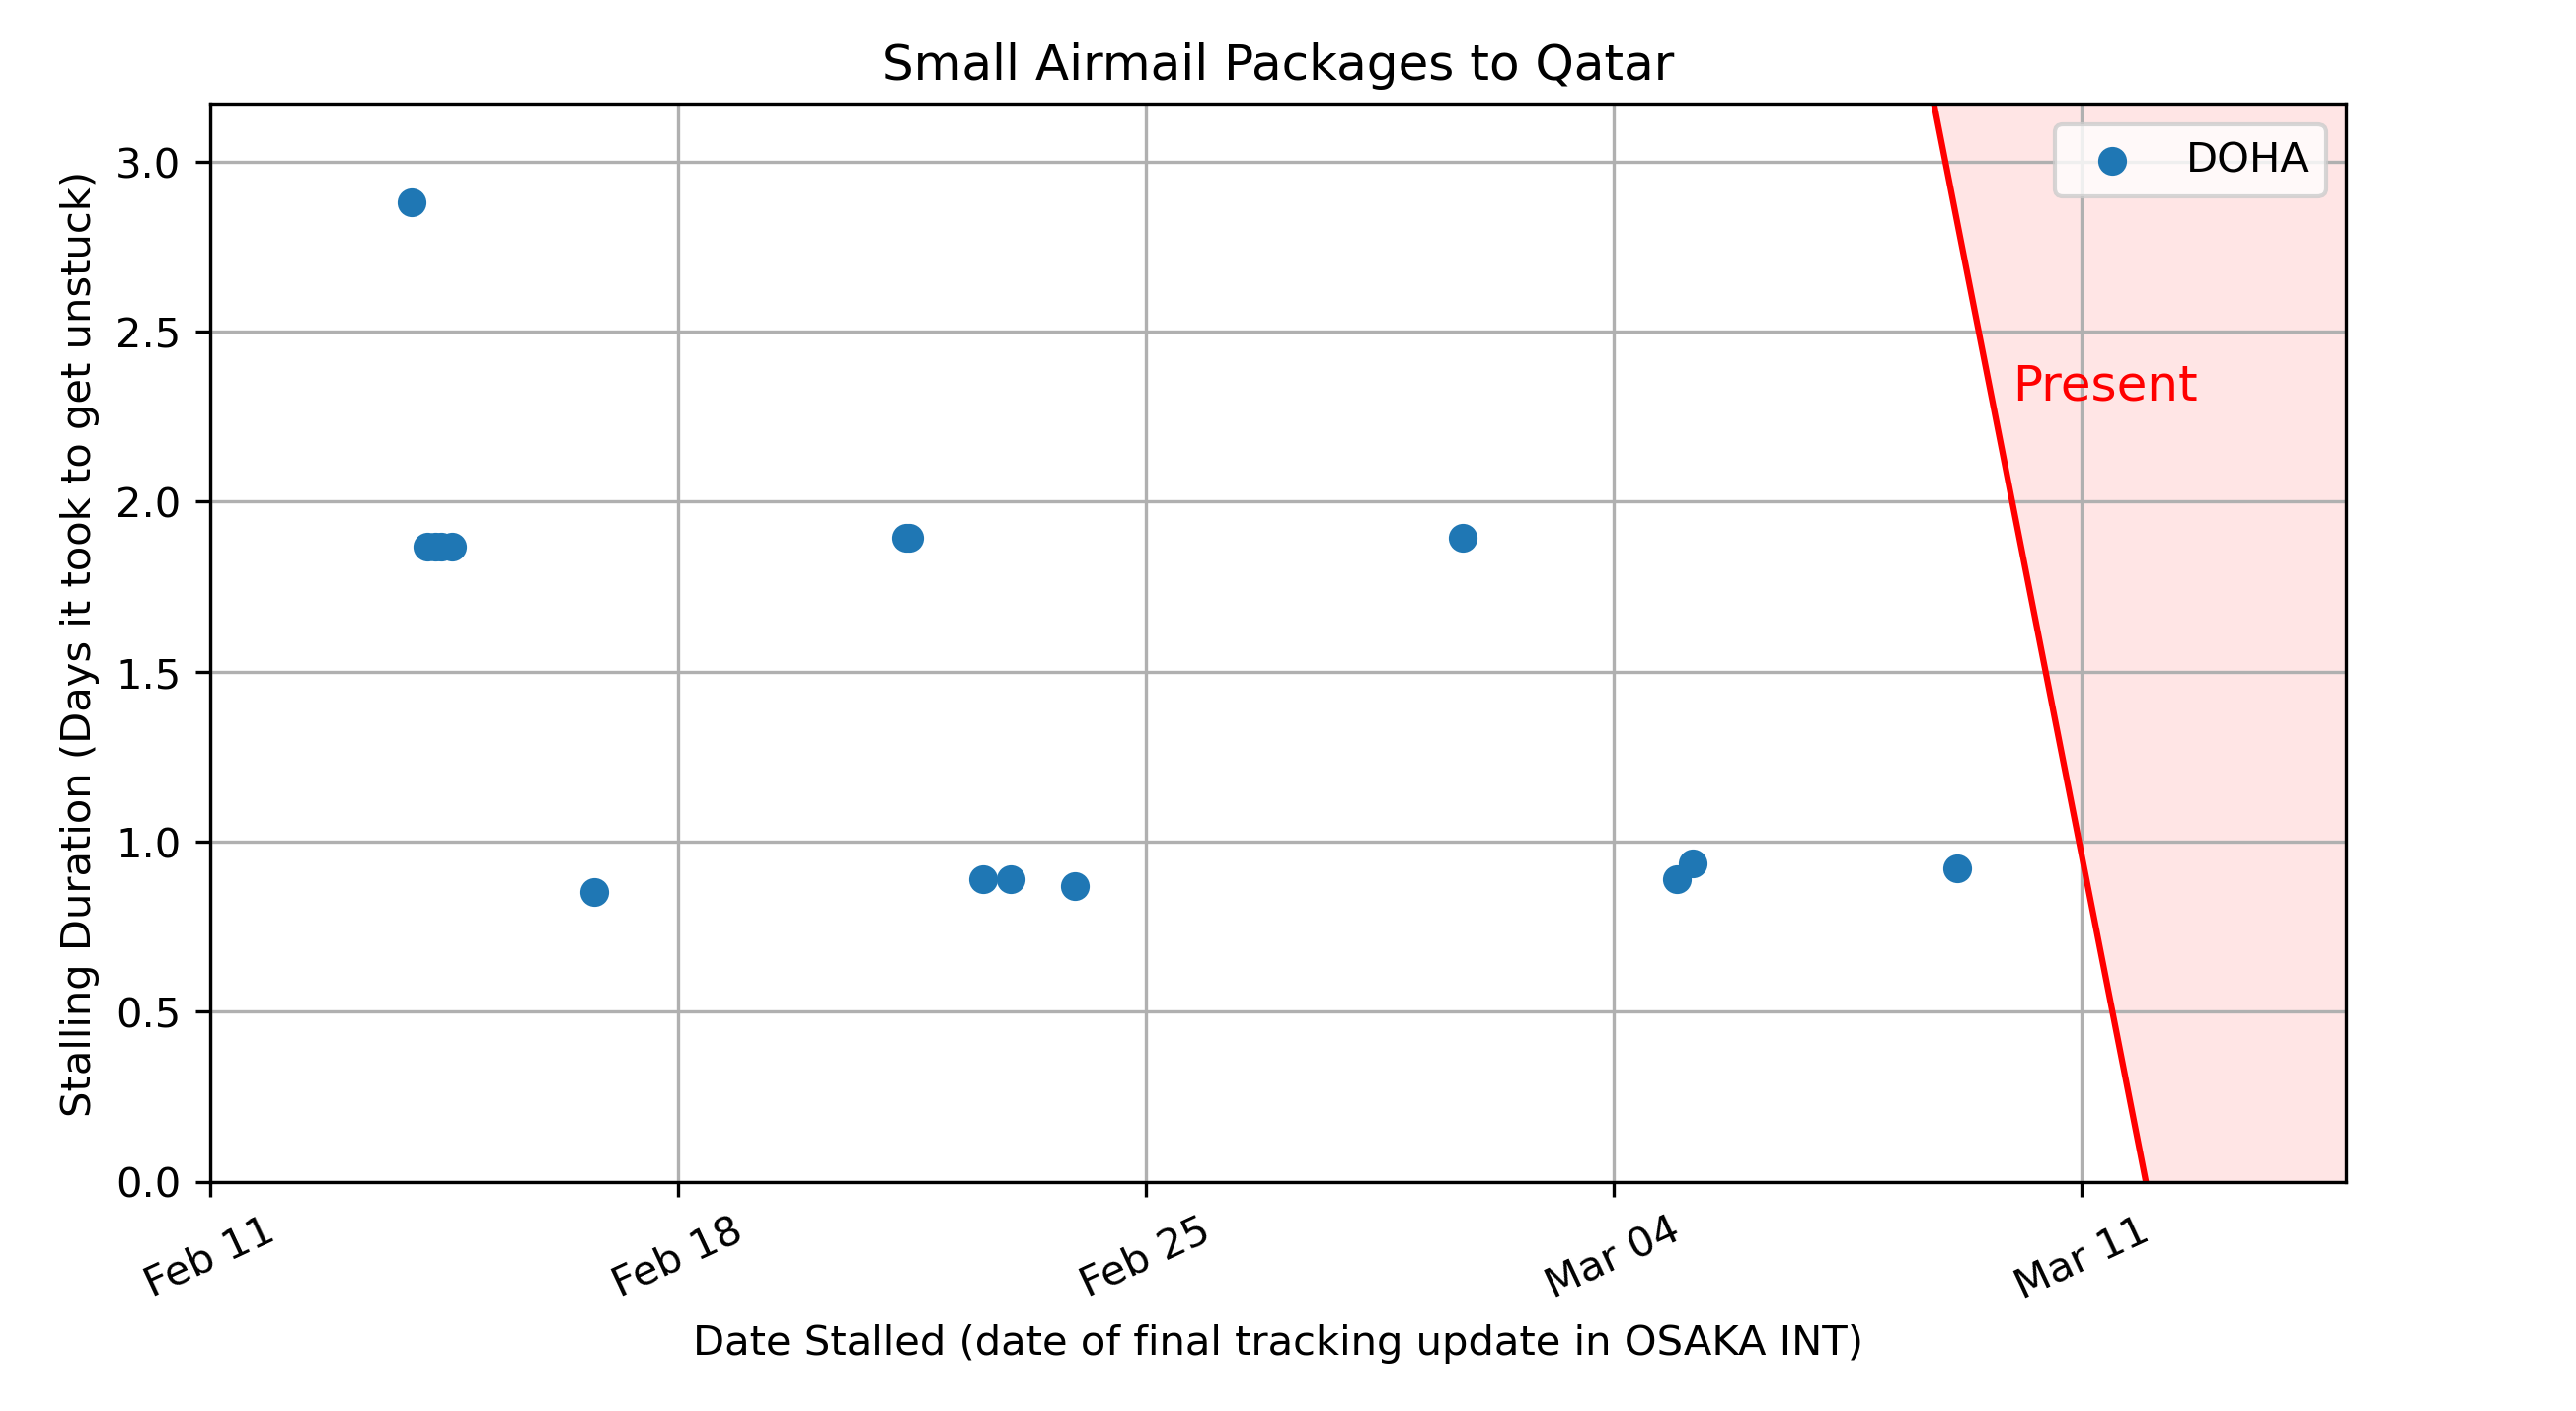 Small Airmail Packages to Qatar
DOHA
Present
Stalling Duration (Days it took to get unstuck)
3.0
2.5
2.0
1.5
1.0
0.5
0.0
Feb 11
Feb 18
Feb 25
Mar 04
Mar 11
Date Stalled (date of final tracking update in OSAKA INT)